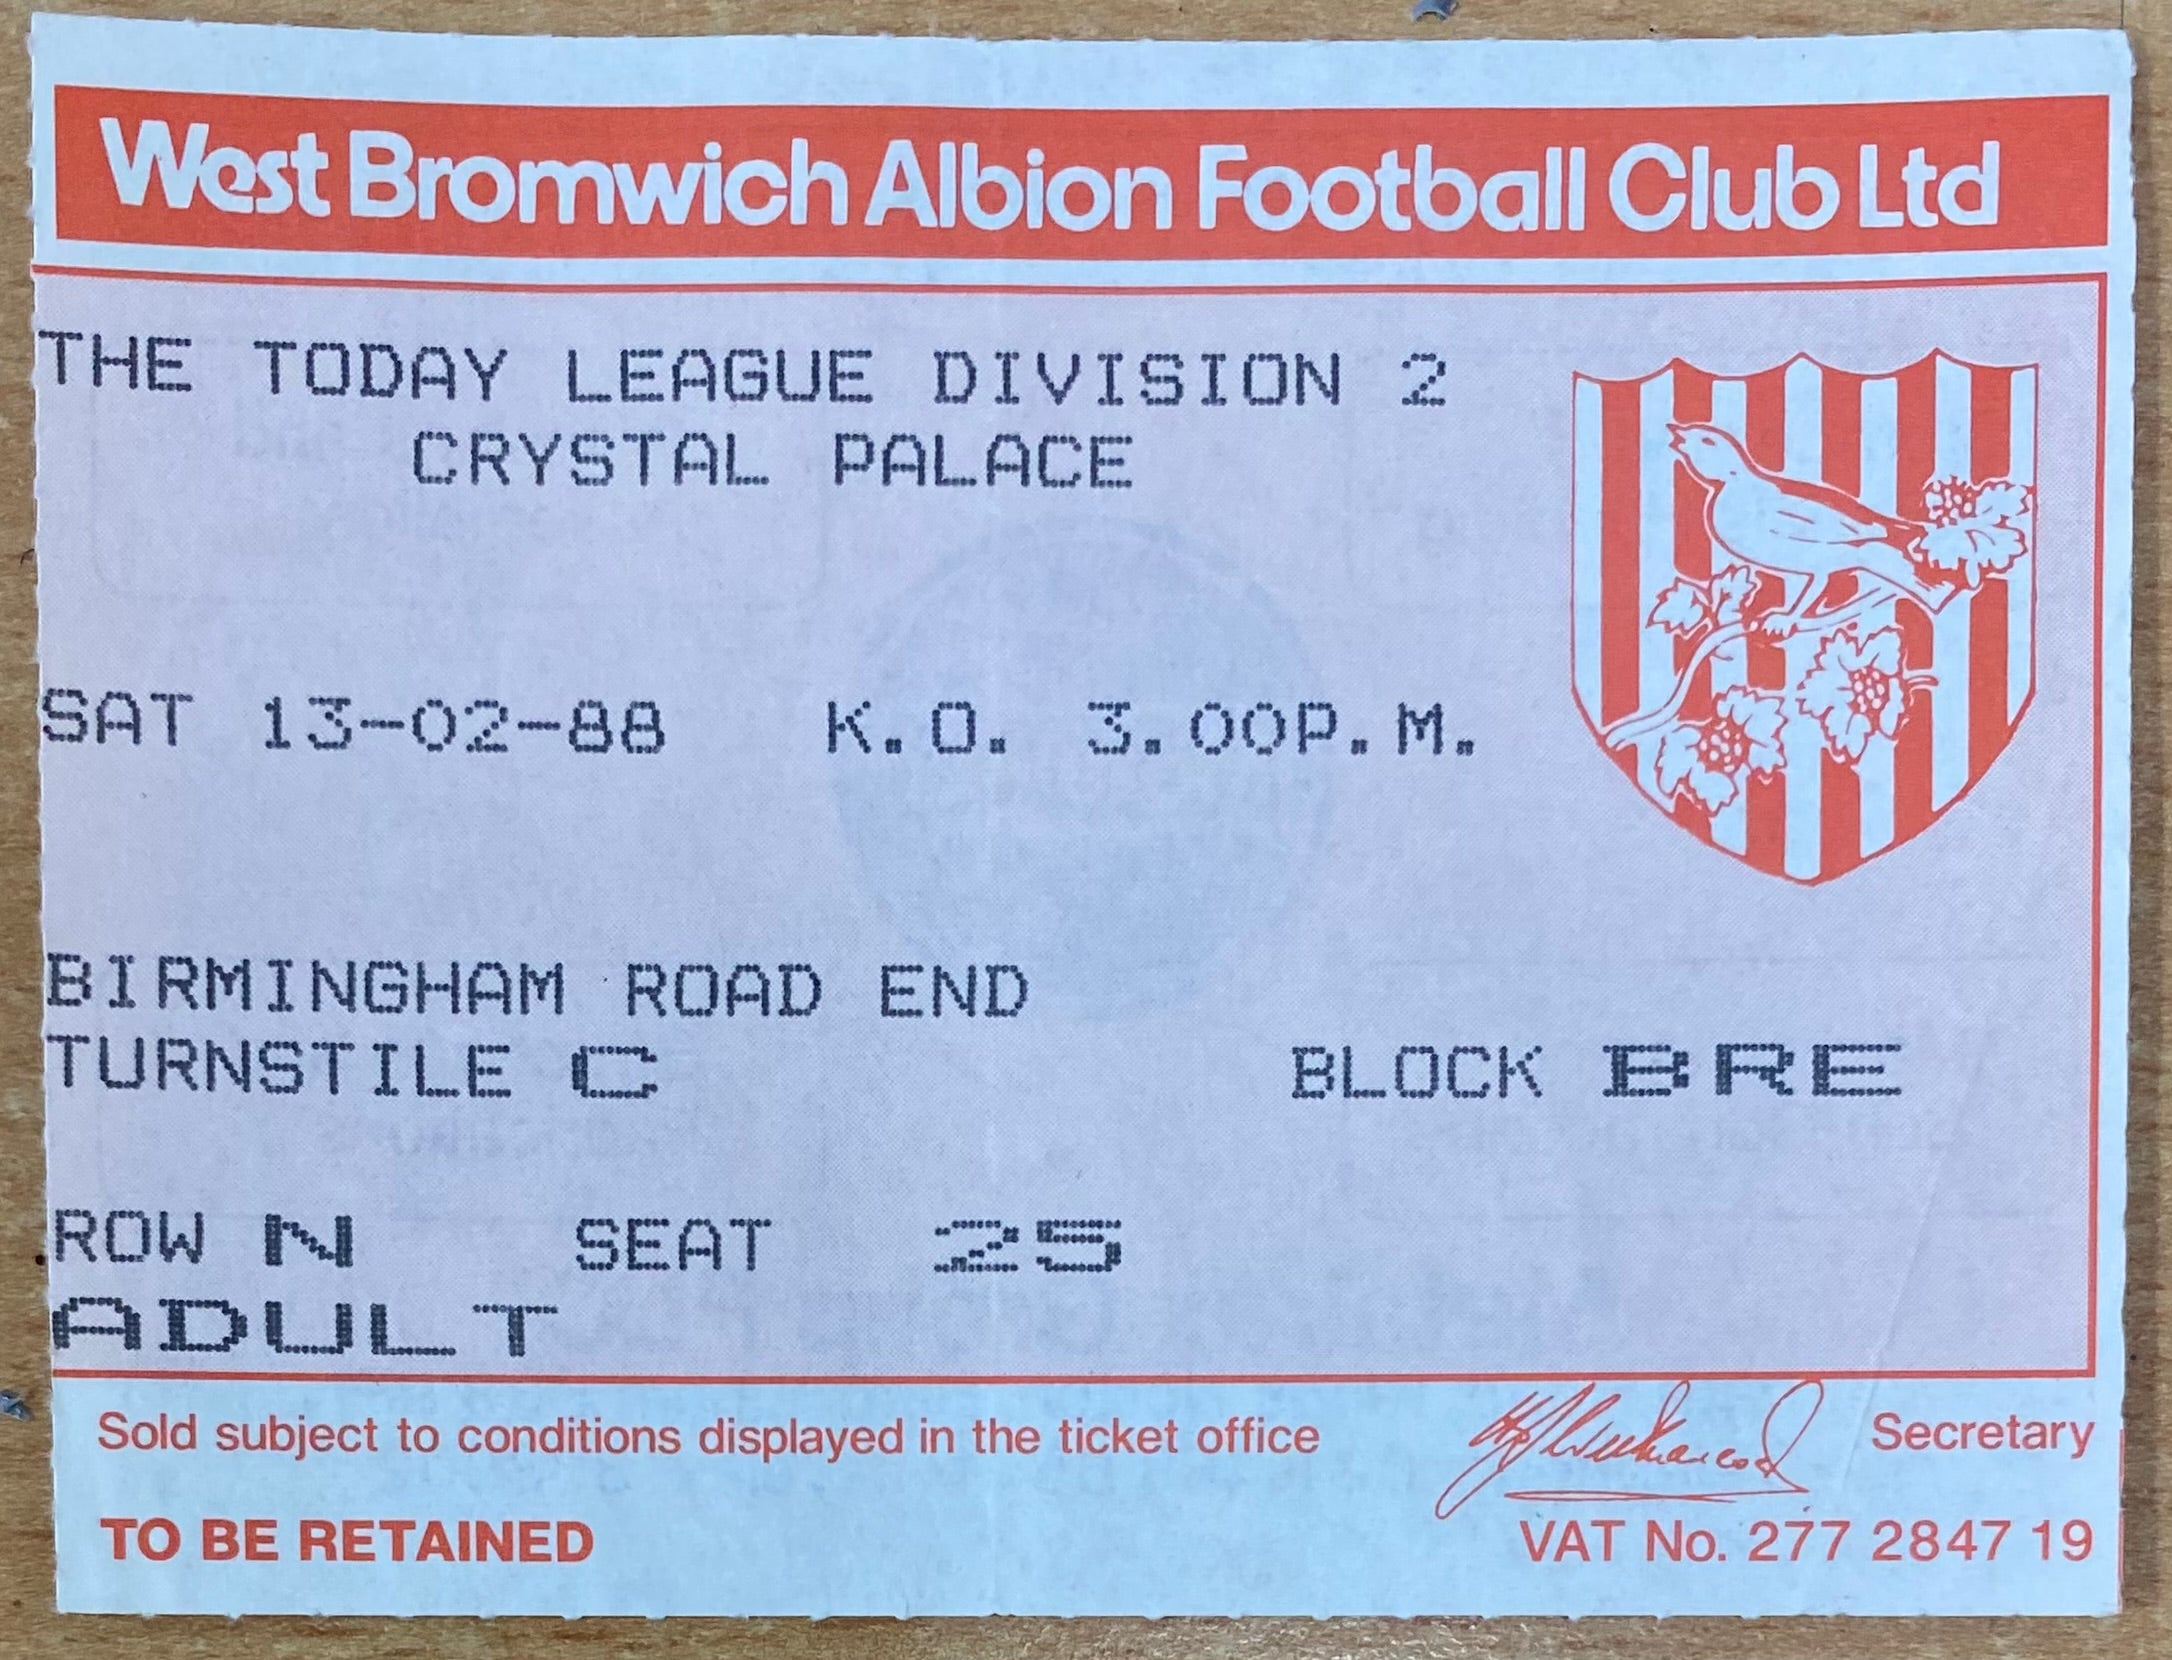 West Bromwich Albion Football Club Ltd
THE TODAY LEAGUE DIVISION 2
CRYSTAL PALACE
SAT 13-02-88 K.O. 3.00P.M.
BIRMINGHAM ROAD END
TURNSTILE C BLOCK BRE
ROW N SEAT 25
ADULT
Sold subject to conditions displayed in the ticket office
Secretary
TO BE RETAINED
VAT No. 277 2847 19